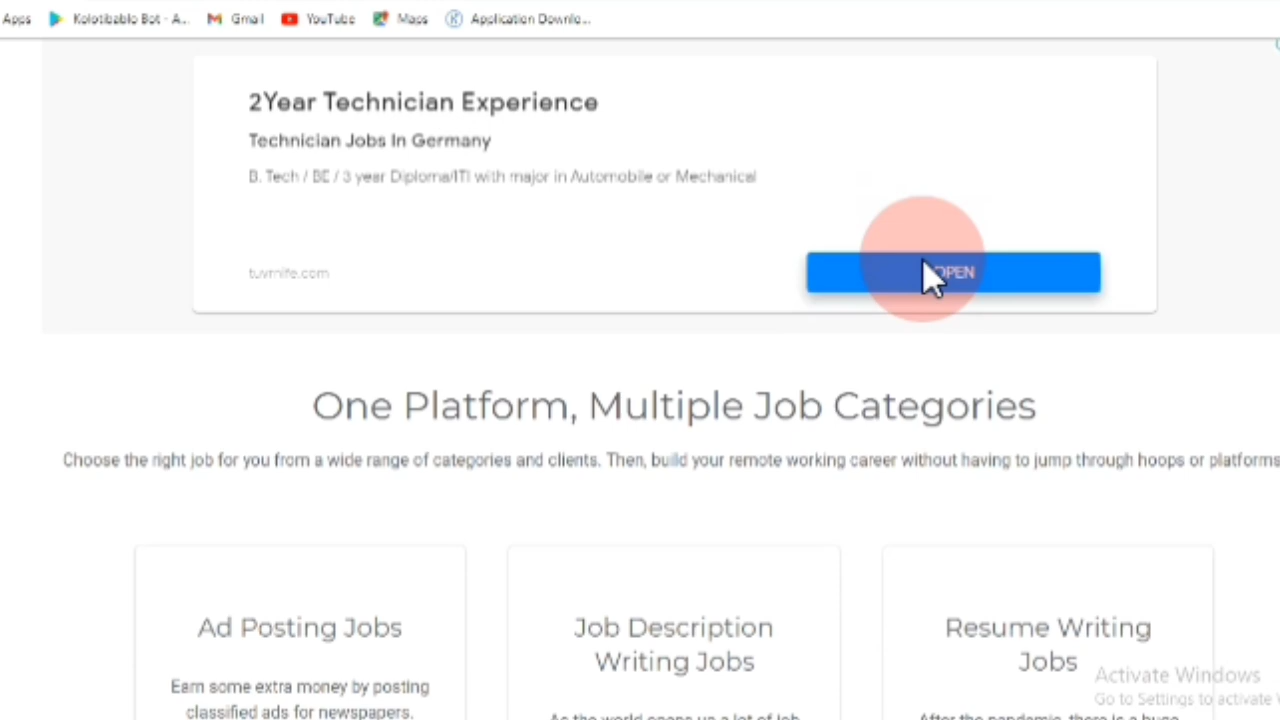 Apps Kolotibablo Bot - A... Gmail YouTube Maps Application Downlo...
2Year Technician Experience
Technician Jobs In Germany
B. Tech / BE / 3 year Diploma/ITI with major in Automobile or Mechanical
OPEN
One Platform, Multiple Job Categories
Choose the right job for you from a wide range of categories and clients. Then, build your remote working career without having to jump through hoops or platforms
Ad Posting Jobs
Earn some extra money by posting
classified ads for newspapers.
Job Description
Writing Jobs
As the world opens up a lot of job
Resume Writing
Jobs
After the pandemic, there is a huge
Activate Windows
Go to Settings to activate